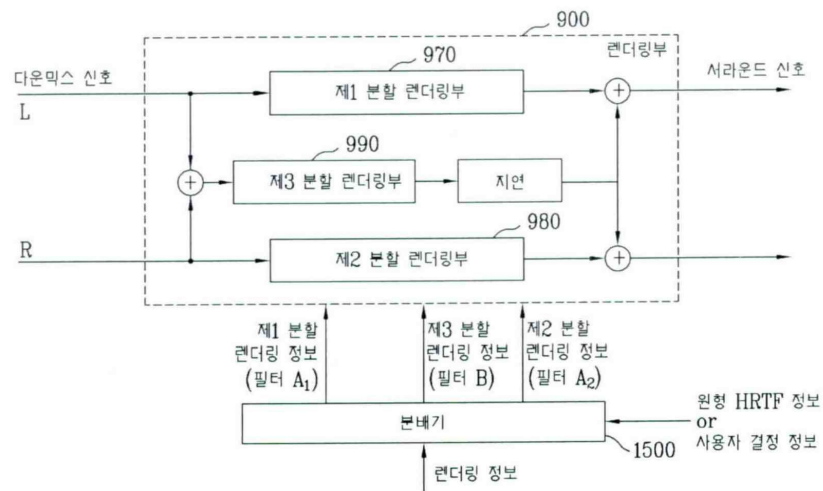 900
렌더링부
다운믹스 신호
L
970
제1 분할 렌더링부
+
서라운드 신호
990
+
제3 분할 렌더링부
지연
R
980
제2 분할 렌더링부
+
제1 분할
렌더링 정보
(필터 A₁)
제3 분할
렌더링 정보
(필터 B)
제2 분할
렌더링 정보
(필터 A₂)
분배기
원형 HRTF 정보
or
사용자 결정 정보
1500
렌더링 정보